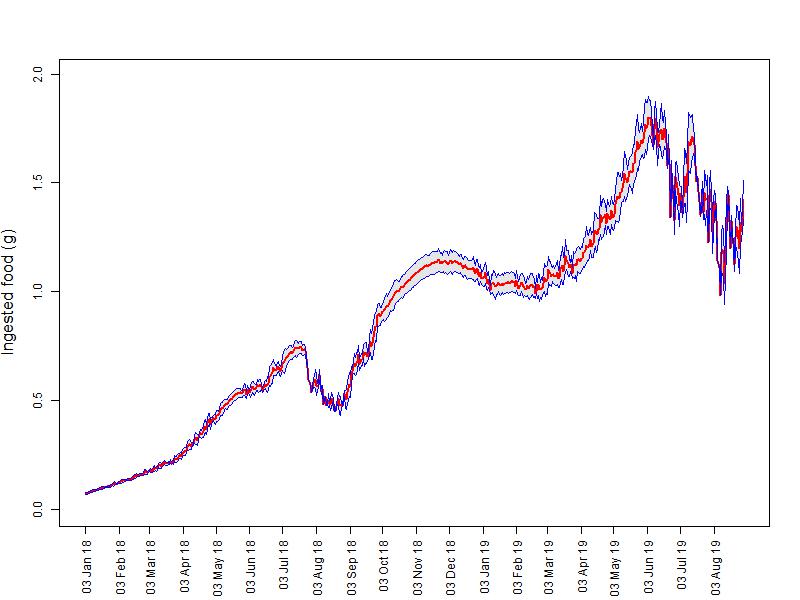 Ingested food (g)
2.0
1.5
1.0
0.5
0.0
03 Jan 18
03 Feb 18
03 Mar 18
03 Apr 18
03 May 18
03 Jun 18
03 Jul 18
03 Aug 18
03 Sep 18
03 Oct 18
03 Nov 18
03 Dec 18
03 Jan 19
03 Feb 19
03 Mar 19
03 Apr 19
03 May 19
03 Jun 19
03 Jul 19
03 Aug 19